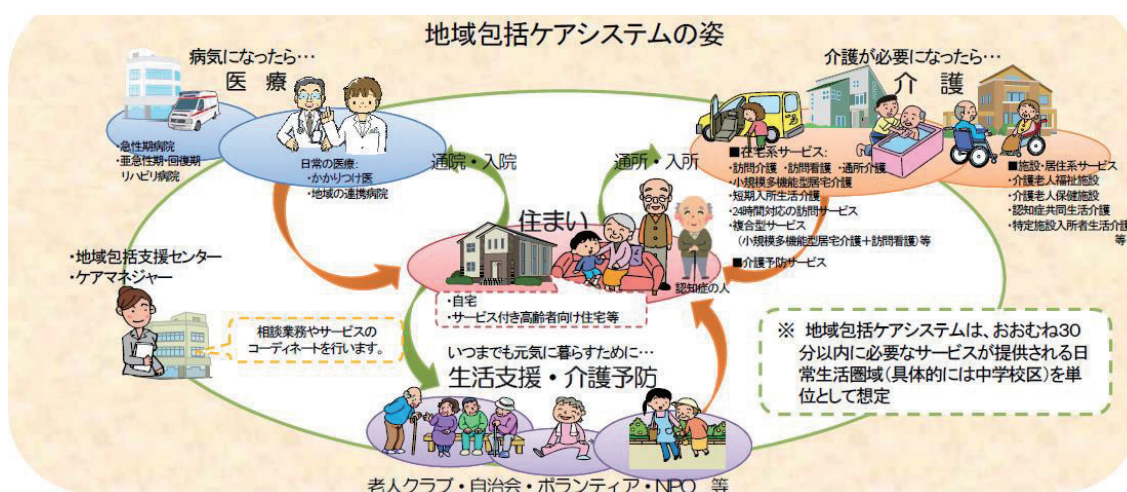 地域包括ケアシステムの姿
病気になったら…
医 療
・急性期病院
・亜急性期・回復期
リハビリ病院
日常の医療：
・かかりつけ医
・地域の連携病院
通院・入院
介護が必要になったら…
介 護
通所・入所
■在宅系サービス：
・訪問介護 ・訪問看護 ・通所介護
・小規模多機能型居宅介護
・短期入所生活介護
・24時間対応の訪問サービス
・複合型サービス
（小規模多機能型居宅介護＋訪問看護）等
■介護予防サービス
■施設・居住系サービス
・介護老人福祉施設
・介護老人保健施設
・認知症共同生活介護
・特定施設入所者生活介護
等
住まい
認知症の人
・自宅
・サービス付き高齢者向け住宅等
・地域包括支援センター
・ケアマネジャー
相談業務やサービスの
コーディネートを行います。
いつまでも元気に暮らすために…
生活支援・介護予防
老人クラブ・自治会・ボランティア・NPO 等
※ 地域包括ケアシステムは、おおむね30
分以内に必要なサービスが提供される日
常生活圏域（具体的には中学校区）を単
位として想定